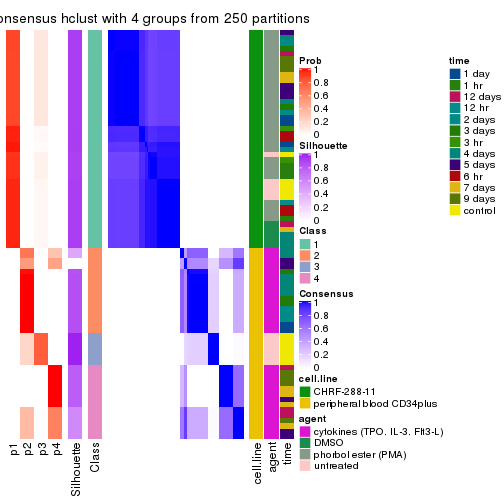 onsensus hclust with 4 groups from 250 partitions
Prob
1
0.8
0.6
0.4
0.2
0
Silhouette
1
0.8
0.6
0.4
0.2
0
Class
1
2
3
4
Consensus
1
0.8
0.6
0.4
0.2
0
cell.line
CHRF-288-11
peripheral blood CD34plus
agent
cytokines (TPO, IL-3, Flt3-L)
DMSO
phorbol ester (PMA)
untreated
time
1 day
1 hr
12 days
12 hr
2 days
3 days
3 hr
4 days
5 days
6 hr
7 days
9 days
control
p1
p2
p3
p4
Silhouette
Class
cell.line
agent
time